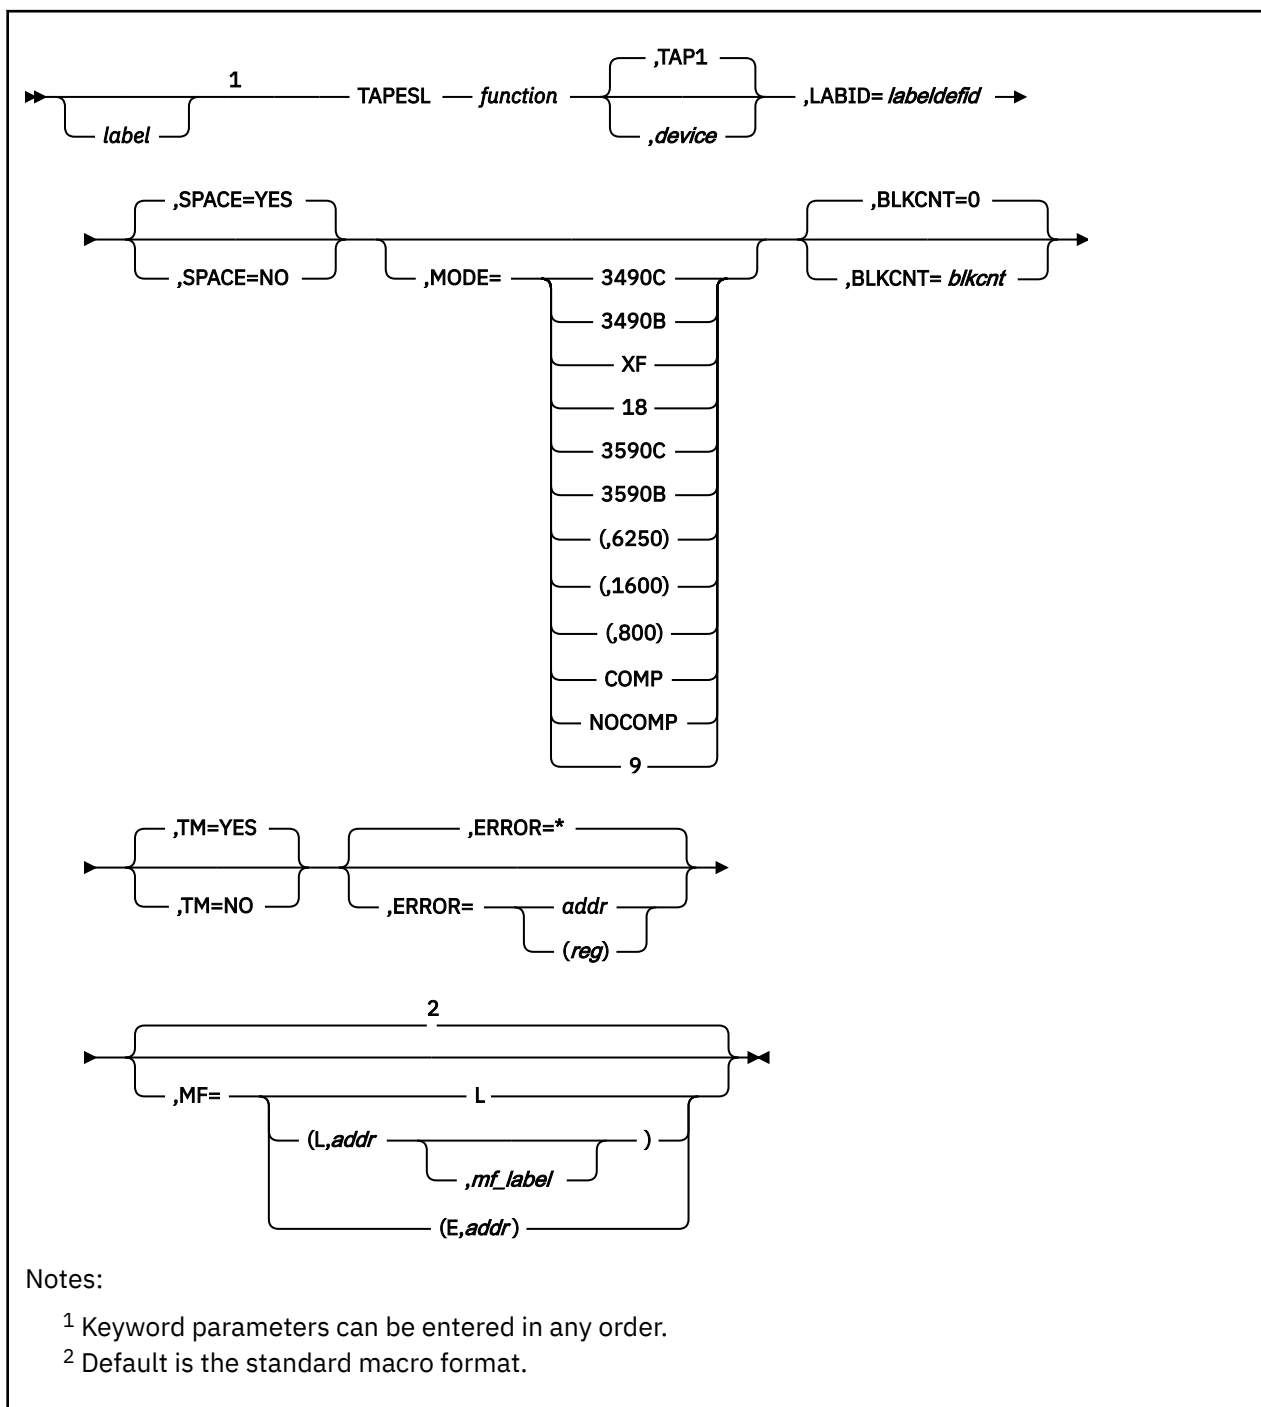 ,TAP1
1
TAPESL function ,LABID= labeldefid
label ,device
,SPACE=YES ,BLKCNT=0
,SPACE=NO ,MODE= 3490C ,BLKCNT= blkcnt
3490B
XF
18
3590C
3590B
(,6250)
(,1600)
(,800)
COMP
NOCOMP
9
,TM=YES ,ERROR=*
,TM=NO ,ERROR= addr
(reg)
2
,MF= L
(L,addr )
,mf_label
(E,addr)
Notes:
1 Keyword parameters can be entered in any order.
2 Default is the standard macro format.